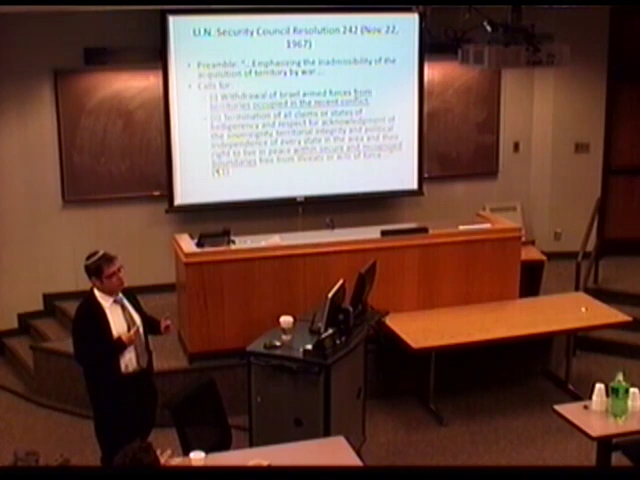 U.N. Security Council Resolution 242 (Nov 22,
1967)
• Preamble: "... Emphasizing the inadmissibility of the
acquisition of territory by war ...
• Calls for:
(i) Withdrawal of Israel armed forces from
territories occupied in the recent conflict;
(ii) Termination of all claims or states of
belligerency and respect for acknowledgment of
the sovereignty, territorial integrity and political
independence of every state in the area and their
right to live in peace within secure and recognized
boundaries free from threats or acts of force